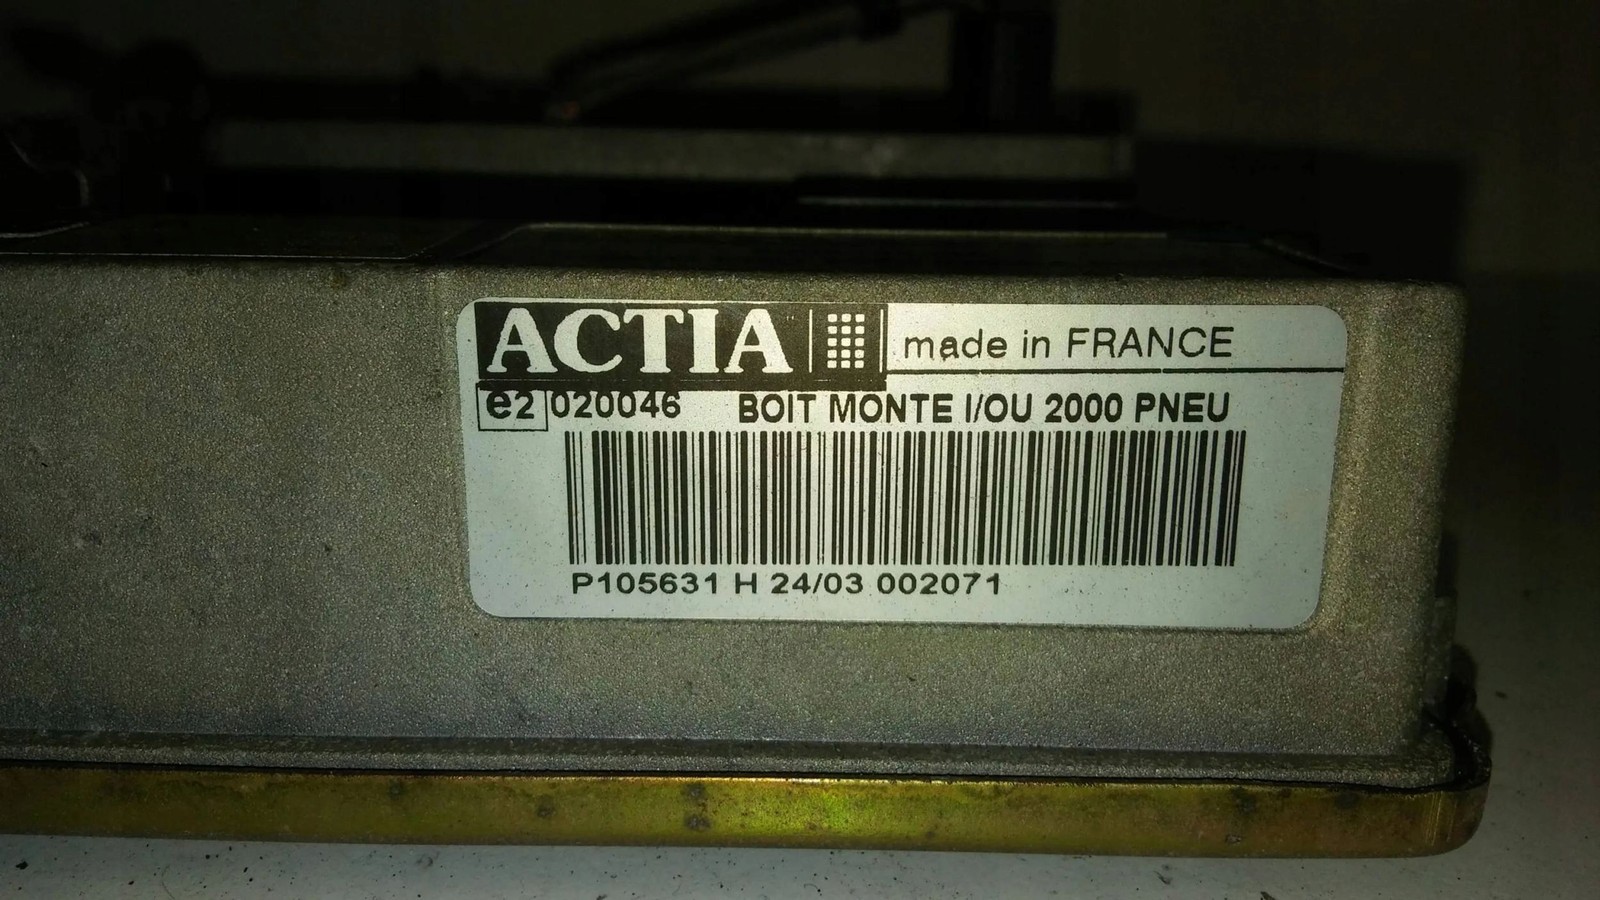 ACTIA made in FRANCE
e2 020046 BOIT MONTE I/OU 2000 PNEU
P105631 H 24/03 002071